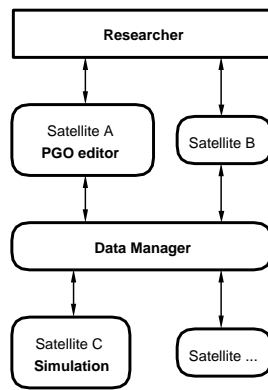 Researcher
Satellite A
PGO editor
Satellite B
Data Manager
Satellite C
Simulation
Satellite ...